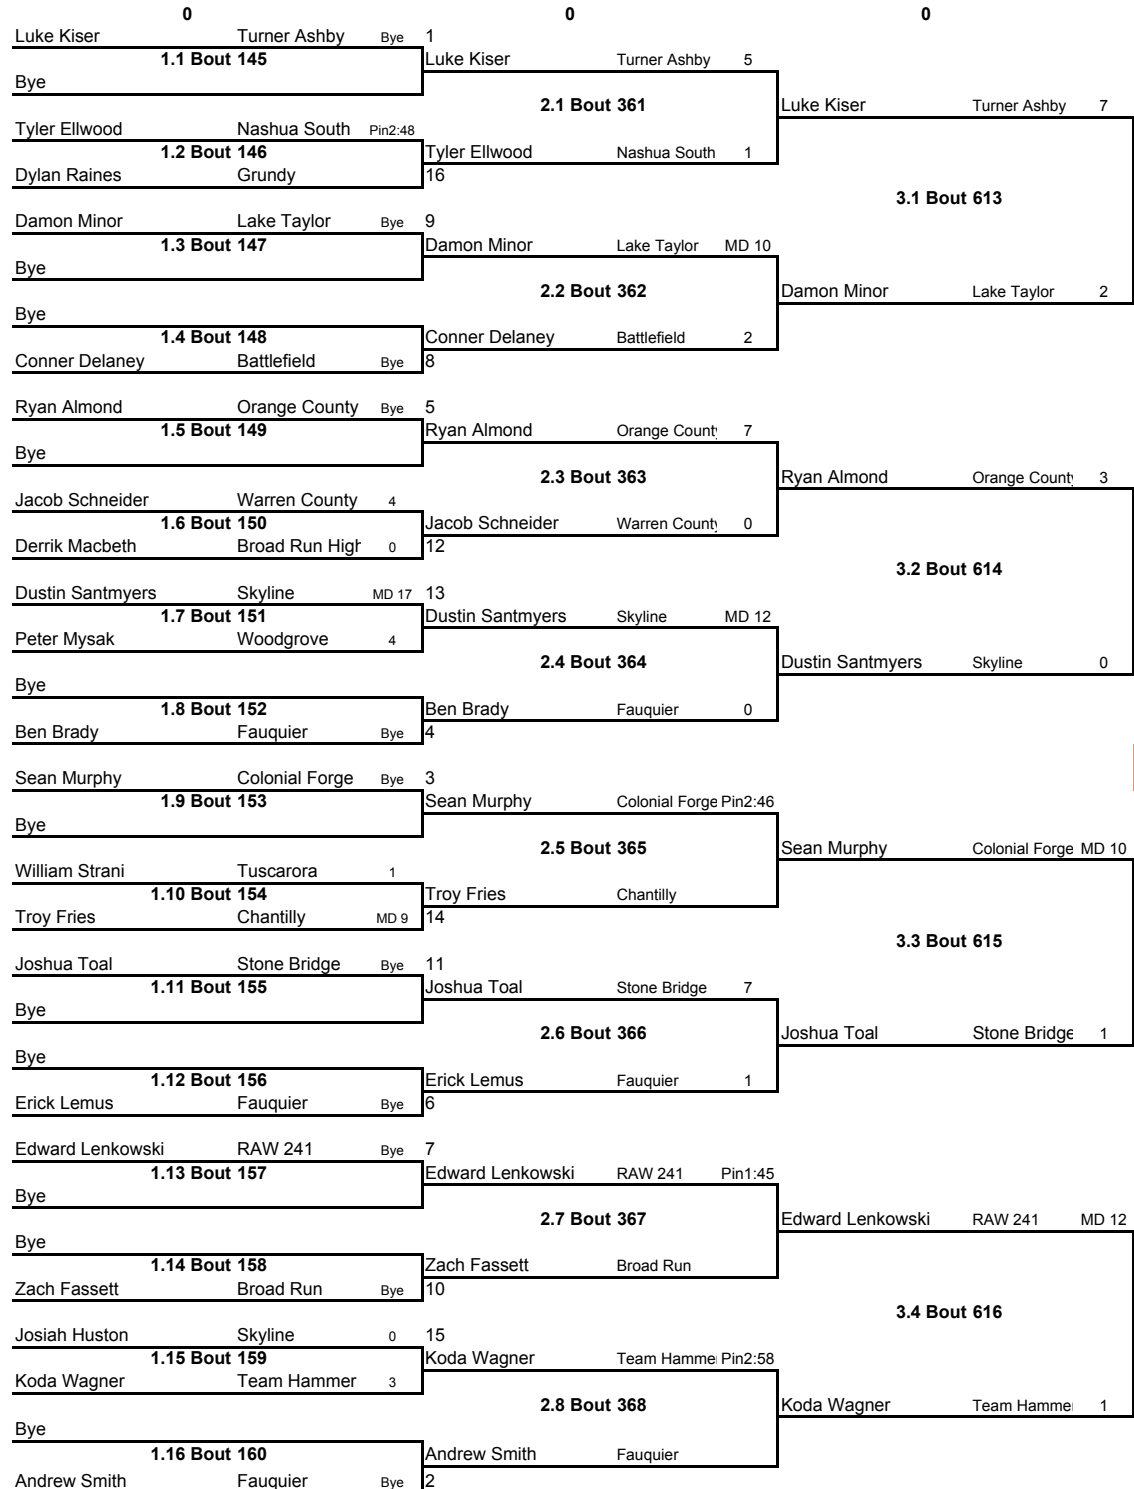 0 0 0
Luke Kiser Turner Ashby Bye 1
1.1 Bout 145 Luke Kiser Turner Ashby 5
Bye
2.1 Bout 361 Luke Kiser Turner Ashby 7
Tyler Ellwood Nashua South Pin2:48
1.2 Bout 146 Tyler Ellwood Nashua South 1
Dylan Raines Grundy 16
3.1 Bout 613
Damon Minor Lake Taylor Bye 9
1.3 Bout 147 Damon Minor Lake Taylor MD 10
Bye
2.2 Bout 362 Damon Minor Lake Taylor 2
Bye
1.4 Bout 148 Conner Delaney Battlefield 2
Conner Delaney Battlefield Bye 8
Ryan Almond Orange County Bye 5
1.5 Bout 149 Ryan Almond Orange County 7
Bye
2.3 Bout 363 Ryan Almond Orange County 3
Jacob Schneider Warren County 4
1.6 Bout 150 Jacob Schneider Warren County 0
Derrik Macbeth Broad Run High 0 12
3.2 Bout 614
Dustin Santmyers Skyline MD 17 13
1.7 Bout 151 Dustin Santmyers Skyline MD 12
Peter Mysak Woodgrove 4
2.4 Bout 364 Dustin Santmyers Skyline 0
Bye
1.8 Bout 152 Ben Brady Fauquier 0
Ben Brady Fauquier Bye 4
Sean Murphy Colonial Forge Bye 3
1.9 Bout 153 Sean Murphy Colonial Forge Pin2:46
Bye
2.5 Bout 365 Sean Murphy Colonial Forge MD 10
William Strani Tuscarora 1
1.10 Bout 154 Troy Fries Chantilly
Troy Fries Chantilly MD 9 14
3.3 Bout 615
Joshua Toal Stone Bridge Bye 11
1.11 Bout 155 Joshua Toal Stone Bridge 7
Bye
2.6 Bout 366 Joshua Toal Stone Bridge 1
Bye
1.12 Bout 156 Erick Lemus Fauquier 1
Erick Lemus Fauquier Bye 6
Edward Lenkowski RAW 241 Bye 7
1.13 Bout 157 Edward Lenkowski RAW 241 Pin1:45
Bye
2.7 Bout 367 Edward Lenkowski RAW 241 MD 12
Bye
1.14 Bout 158 Zach Fassett Broad Run
Zach Fassett Broad Run Bye 10
3.4 Bout 616
Josiah Huston Skyline 0 15
1.15 Bout 159 Koda Wagner Team Hammer Pin2:58
Koda Wagner Team Hammer 3
2.8 Bout 368 Koda Wagner Team Hammer 1
Bye
1.16 Bout 160 Andrew Smith Fauquier
Andrew Smith Fauquier Bye 2